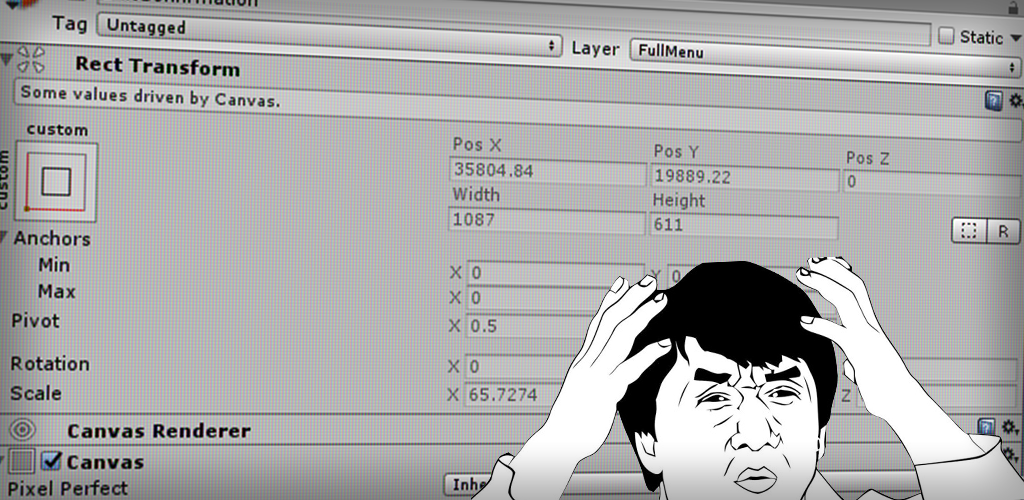 Tag Untagged Layer FullMenu Static
Rect Transform
Some values driven by Canvas.
custom
custom
Pos X Pos Y Pos Z
35804.84 19889.22 0
Width Height
1087 611
R
Anchors
Min X 0 Y 0
Max X 0
Pivot X 0.5
Rotation X 0
Scale X 65.7274 Z
Canvas Renderer
Canvas
Pixel Perfect